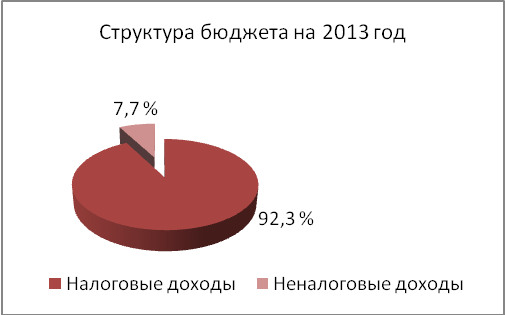 Структура бюджета на 2013 год
7,7 %
92,3 %
Налоговые доходы
Неналоговые доходы